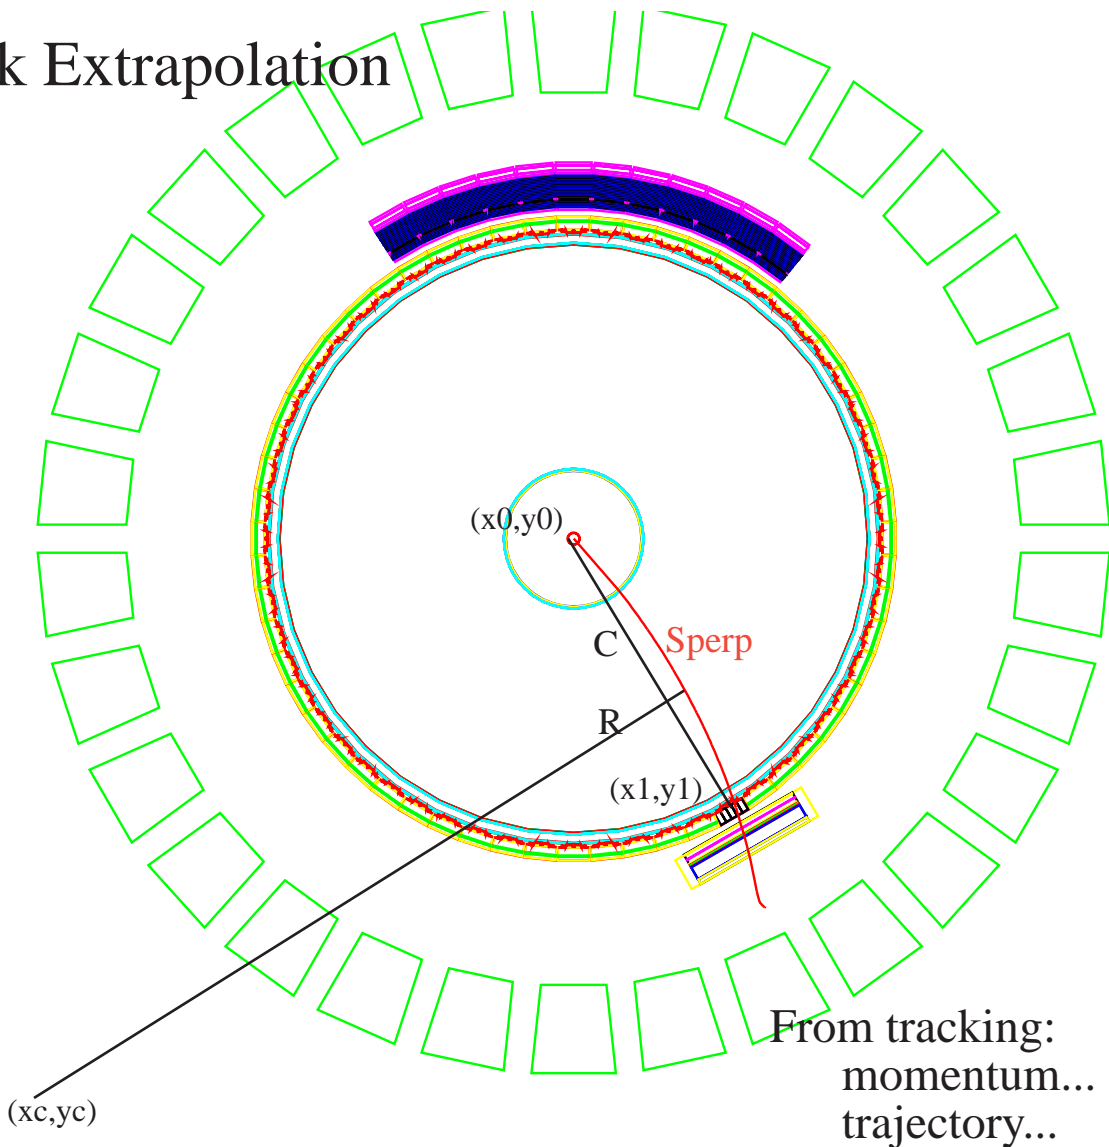 k Extrapolation
(x0,y0)
C
Sperp
R
(x1,y1)
From tracking:
momentum...
(xc,yc)
trajectory...